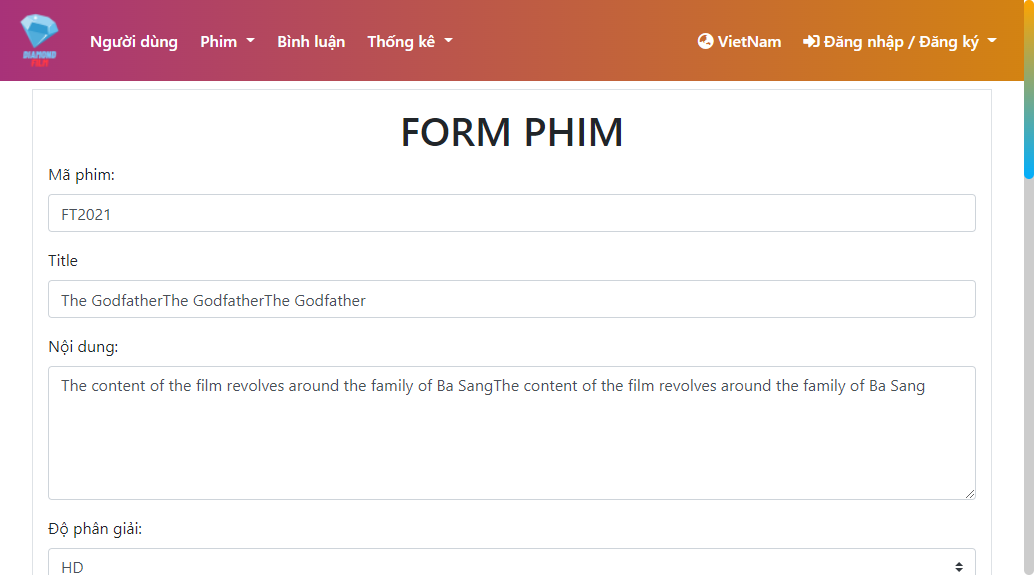 DIAMOND
FILM
Người dùng
Phim
Bình luận
Thống kê
VietNam
Đăng nhập / Đăng ký
FORM PHIM
Mã phim:
FT2021
Title
The GodfatherThe GodfatherThe Godfather
Nội dung:
The content of the film revolves around the family of Ba SangThe content of the film revolves around the family of Ba Sang
Độ phân giải:
HD